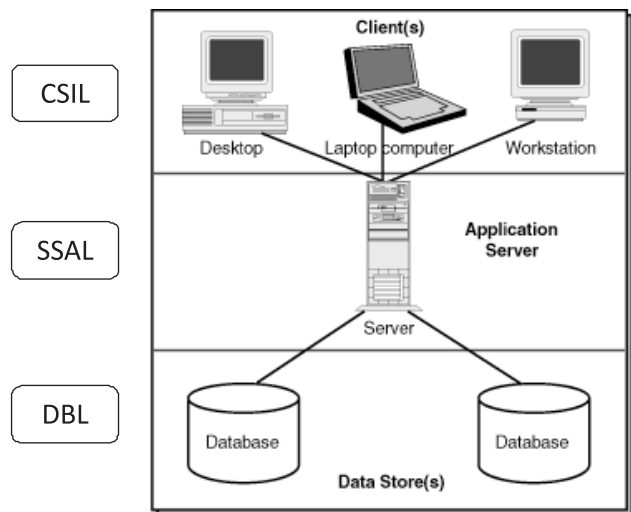 Client(s)
CSIL
Desktop
Laptop computer
Workstation
SSAL
Application
Server
Server
DBL
Database
Database
Data Store(s)